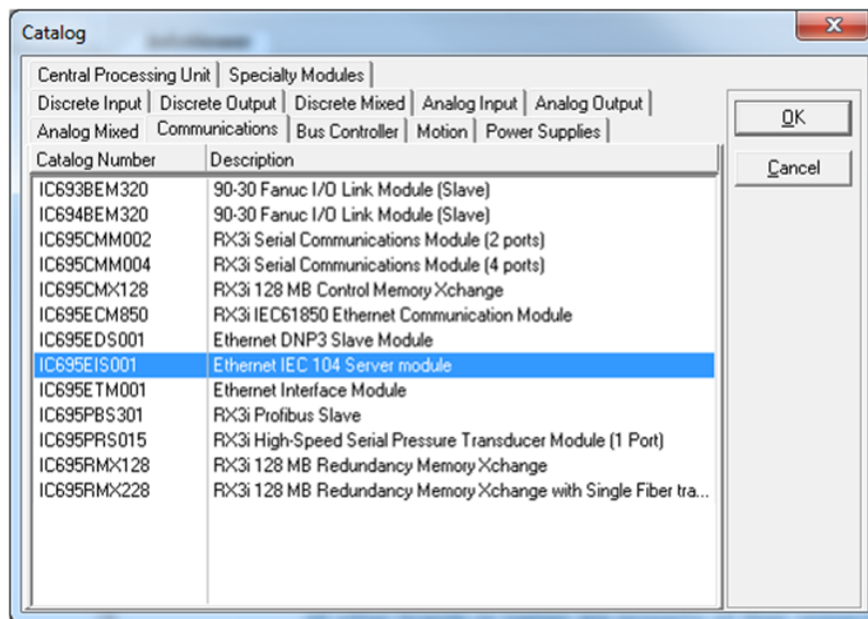 Catalog
Central Processing Unit Specialty Modules
Discrete Input Discrete Output Discrete Mixed Analog Input Analog Output
Analog Mixed Communications Bus Controller Motion Power Supplies
OK
Cancel
Catalog Number Description
IC693BEM320 90-30 Fanuc I/O Link Module (Slave)
IC694BEM320 90-30 Fanuc I/O Link Module (Slave)
IC695CMM002 RX3i Serial Communications Module (2 ports)
IC695CMM004 RX3i Serial Communications Module (4 ports)
IC695CMX128 RX3i 128 MB Control Memory Xchange
IC695ECM850 RX3i IEC61850 Ethernet Communication Module
IC695EDS001 Ethernet DNP3 Slave Module
IC695EIS001 Ethernet IEC 104 Server module
IC695ETM001 Ethernet Interface Module
IC695PBS301 RX3i Profibus Slave
IC695PRS015 RX3i High-Speed Serial Pressure Transducer Module (1 Port)
IC695RMX128 RX3i 128 MB Redundancy Memory Xchange
IC695RMX228 RX3i 128 MB Redundancy Memory Xchange with Single Fiber tra...